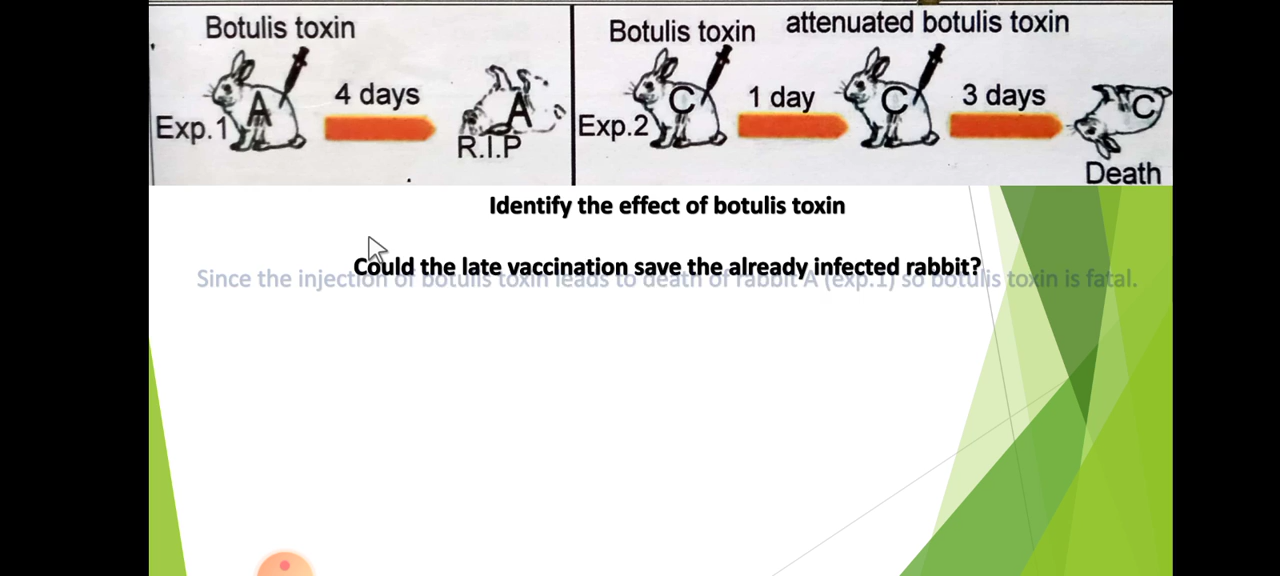 Botulis toxin
Botulis toxin attenuated botulis toxin
A
4 days
A
C
1 day
C
3 days
C
Exp.1
R.I.P
Exp.2
Death
Identify the effect of botulis toxin
Could the late vaccination save the already infected rabbit?
Since the injection of botulis toxin leads to death of rabbit A (exp.1) so botulis toxin is fatal.